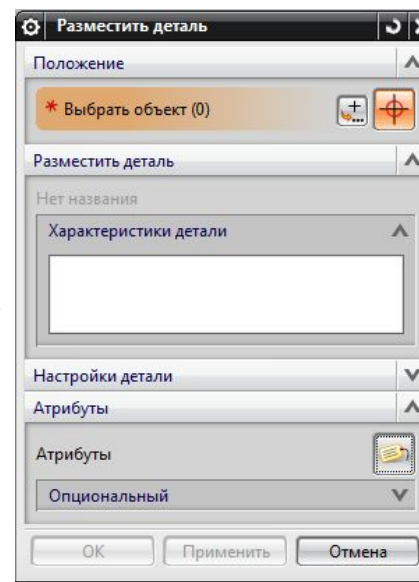 Разместить деталь
Положение
* Выбрать объект (0)
Разместить деталь
Нет названия
Характеристики детали
Настройки детали
Атрибуты
Атрибуты
Опциональный
ОК Применить Отмена